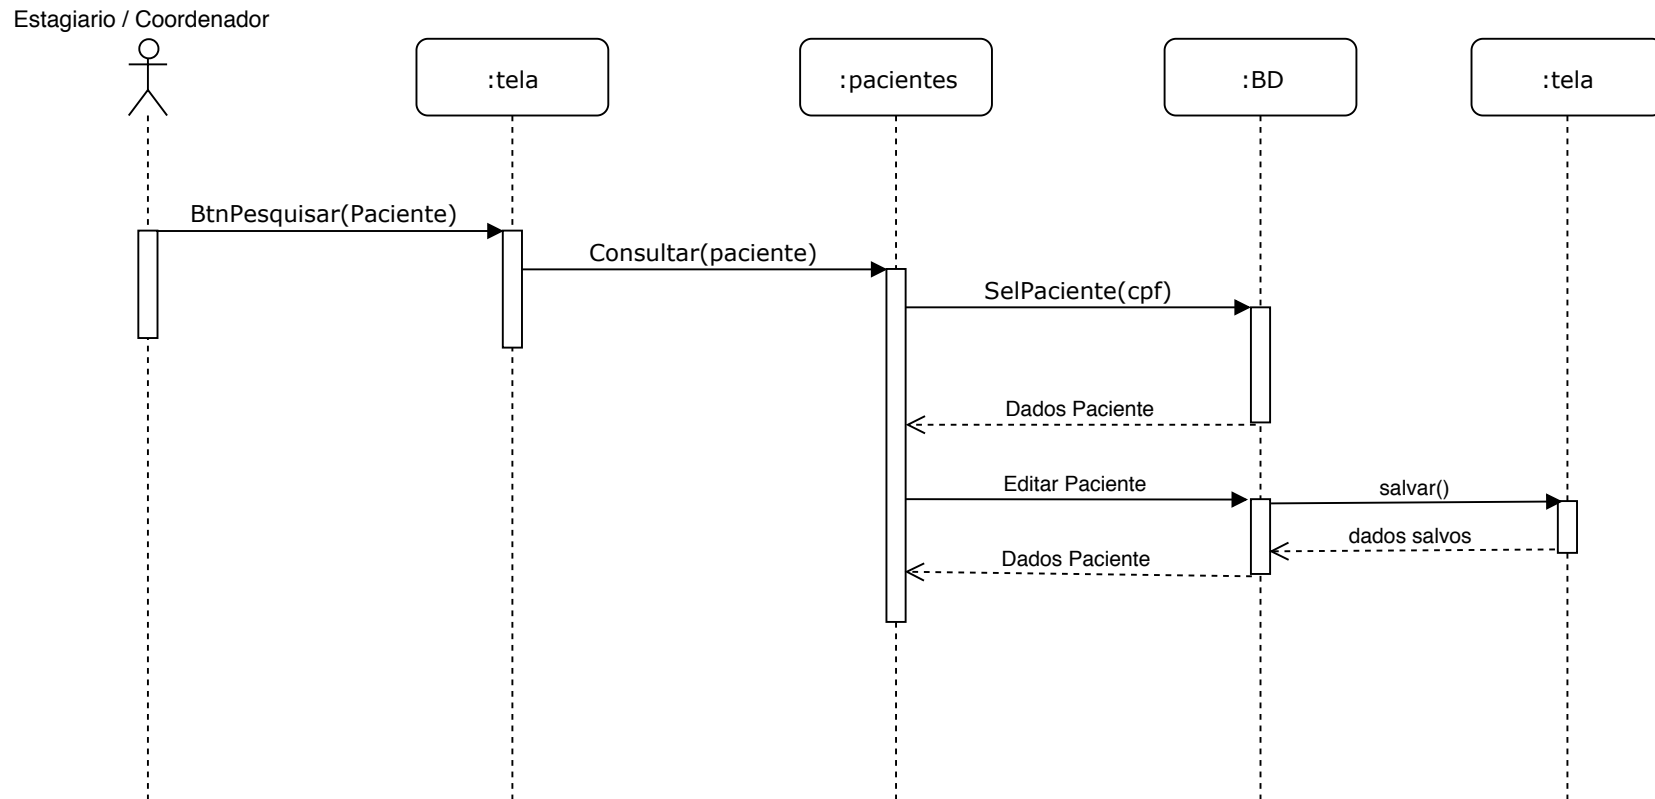 Estagiario / Coordenador
:tela
:pacientes
:BD
:tela
BtnPesquisar(Paciente)
Consultar(paciente)
SelPaciente(cpf)
Dados Paciente
Editar Paciente
salvar()
dados salvos
Dados Paciente